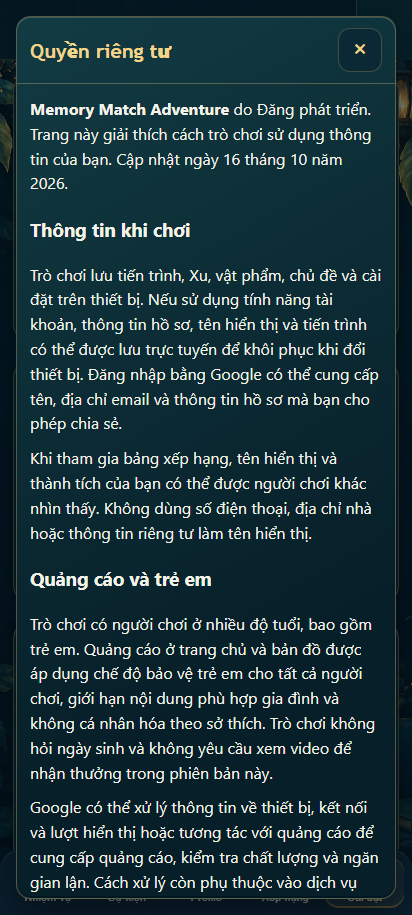 Quyền riêng tư
×
Memory Match Adventure do Đăng phát triển.
Trang này giải thích cách trò chơi sử dụng thông
tin của bạn. Cập nhật ngày 16 tháng 10 năm
2026.
Thông tin khi chơi
Trò chơi lưu tiến trình, Xu, vật phẩm, chủ đề và cài
đặt trên thiết bị. Nếu sử dụng tính năng tài
khoản, thông tin hồ sơ, tên hiển thị và tiến trình
có thể được lưu trực tuyến để khôi phục khi đổi
thiết bị. Đăng nhập bằng Google có thể cung cấp
tên, địa chỉ email và thông tin hồ sơ mà bạn cho
phép chia sẻ.
Khi tham gia bảng xếp hạng, tên hiển thị và
thành tích của bạn có thể được người chơi khác
nhìn thấy. Không dùng số điện thoại, địa chỉ nhà
hoặc thông tin riêng tư làm tên hiển thị.
Quảng cáo và trẻ em
Trò chơi có người chơi ở nhiều độ tuổi, bao gồm
trẻ em. Quảng cáo ở trang chủ và bản đồ được
áp dụng chế độ bảo vệ trẻ em cho tất cả người
chơi, giới hạn nội dung phù hợp gia đình và
không cá nhân hóa theo sở thích. Trò chơi không
hỏi ngày sinh và không yêu cầu xem video để
nhận thưởng trong phiên bản này.
Google có thể xử lý thông tin về thiết bị, kết nối
và lượt hiển thị hoặc tương tác với quảng cáo để
cung cấp quảng cáo, kiểm tra chất lượng và ngăn
gian lận. Cách xử lý còn phụ thuộc vào dịch vụ